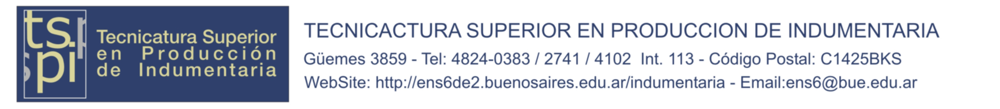 ts
pi
Tecnicatura Superior
en Producción
de Indumentaria
TECNICACTURA SUPERIOR EN PRODUCCION DE INDUMENTARIA
Güemes 3859 - Tel: 4824-0383 / 2741 / 4102 Int. 113 - Código Postal: C1425BKS
WebSite: http://ens6de2.buenosaires.edu.ar/indumentaria - Email:ens6@bue.edu.ar